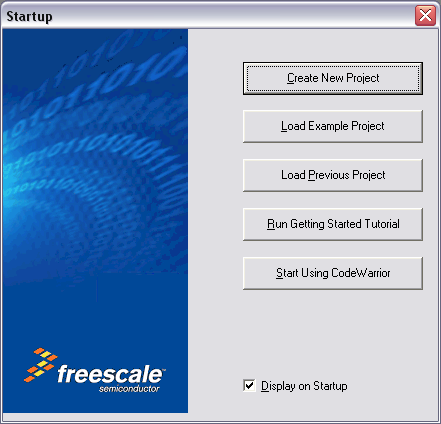 Startup
Create New Project
Load Example Project
Load Previous Project
Run Getting Started Tutorial
Start Using CodeWarrior
Display on Startup
freescale™
semiconductor